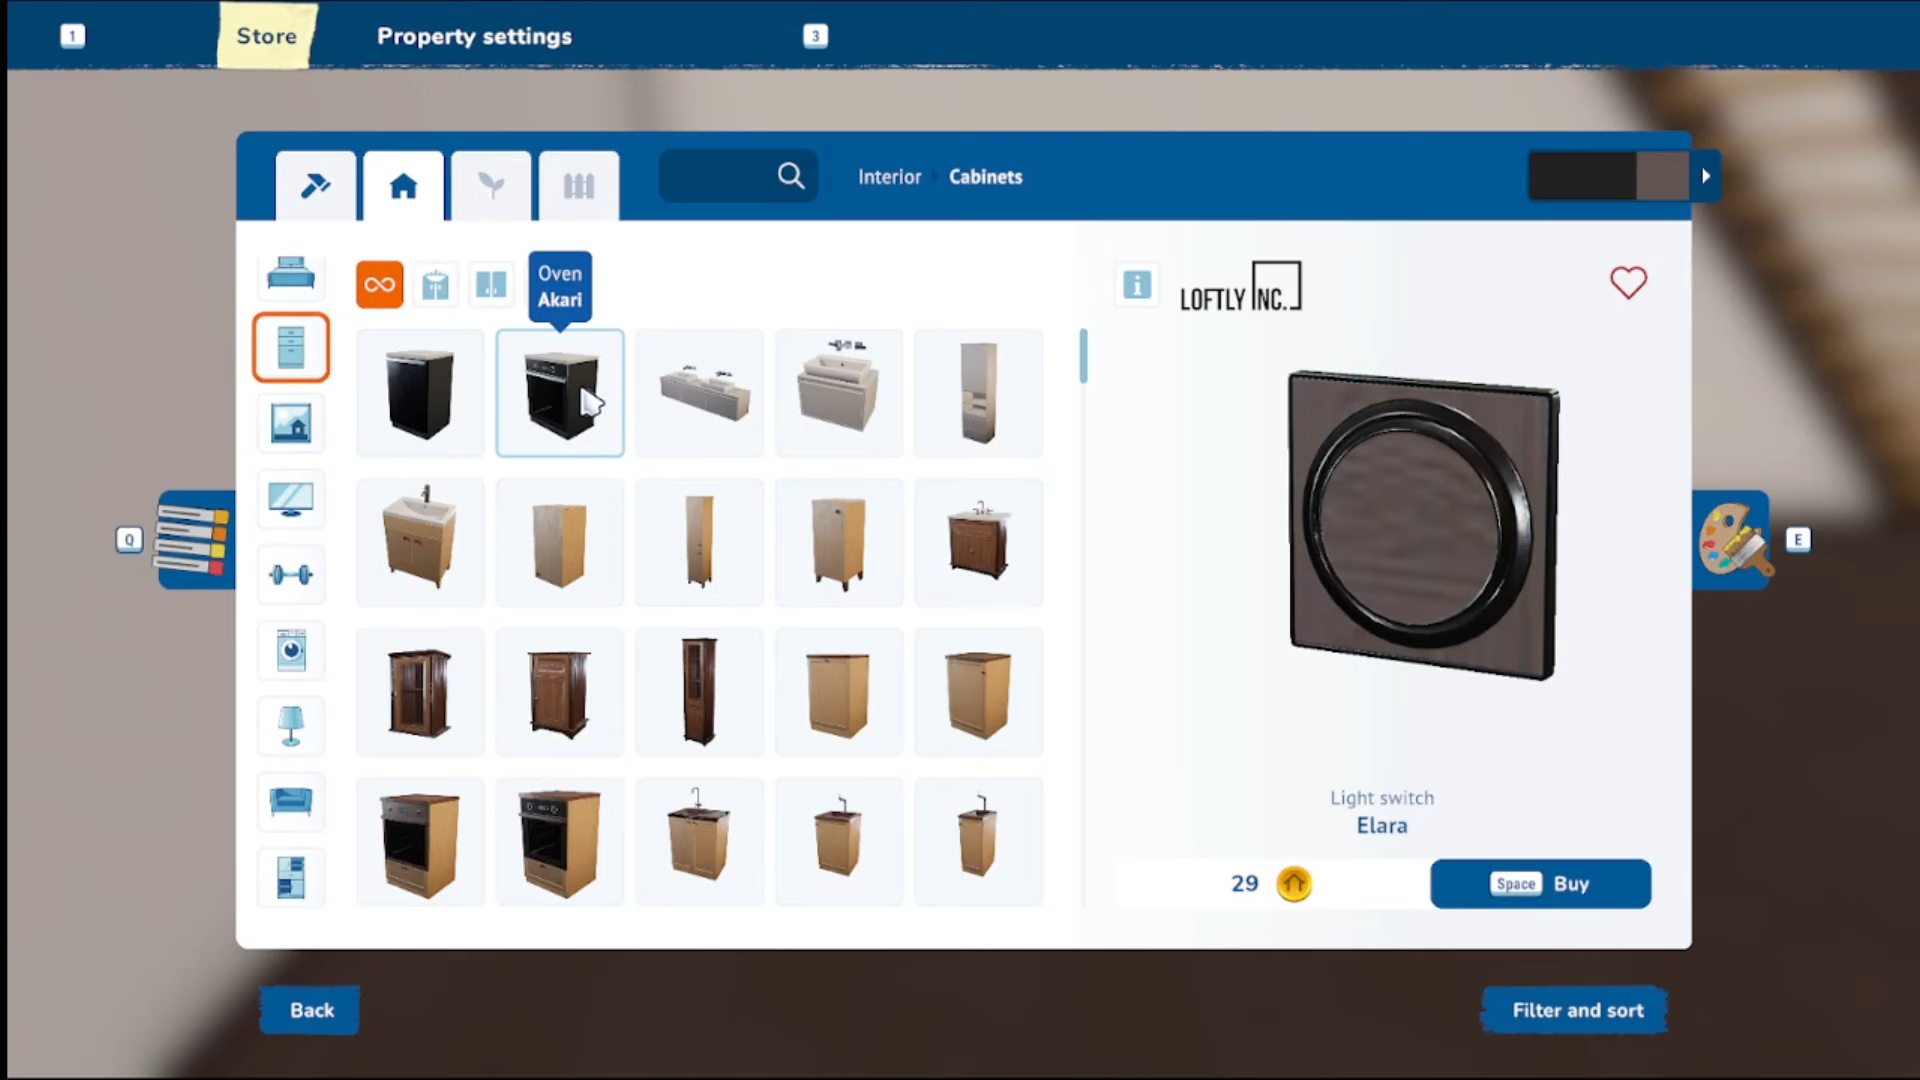 1
Store
Property settings
3
Interior
Cabinets
Oven
Akari
LOFTLY INC.
Q
E
Light switch
Elara
29
Space
Buy
Back
Filter and sort